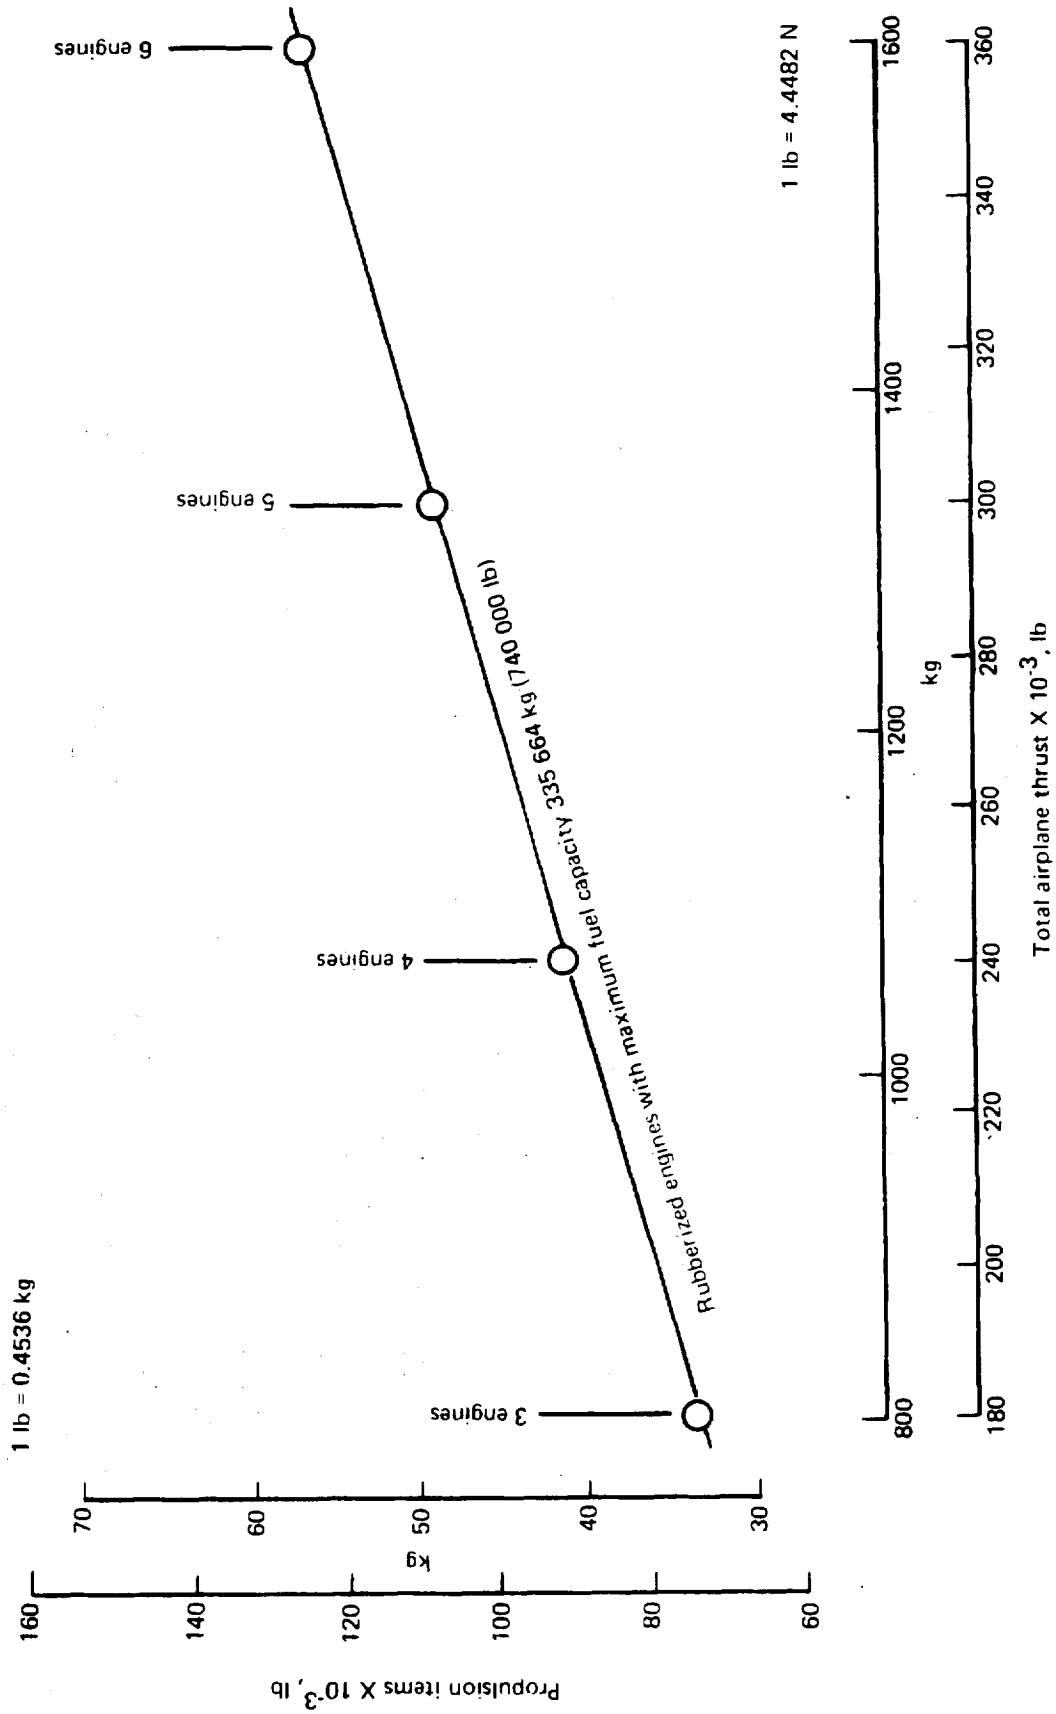 1 lb = 0.4536 kg
Propulsion items X 10-3, lb
160
140
120
100
80
60
kg
70
60
50
40
30
3 engines
4 engines
5 engines
6 engines
Rubberized engines with maximum fuel capacity 335 664 kg (740 000 lb)
1 lb = 4.4482 N
800
1000
1200
1400
1600
kg
180
200
220
240
260
280
300
320
340
360
Total airplane thrust X 10-3, lb